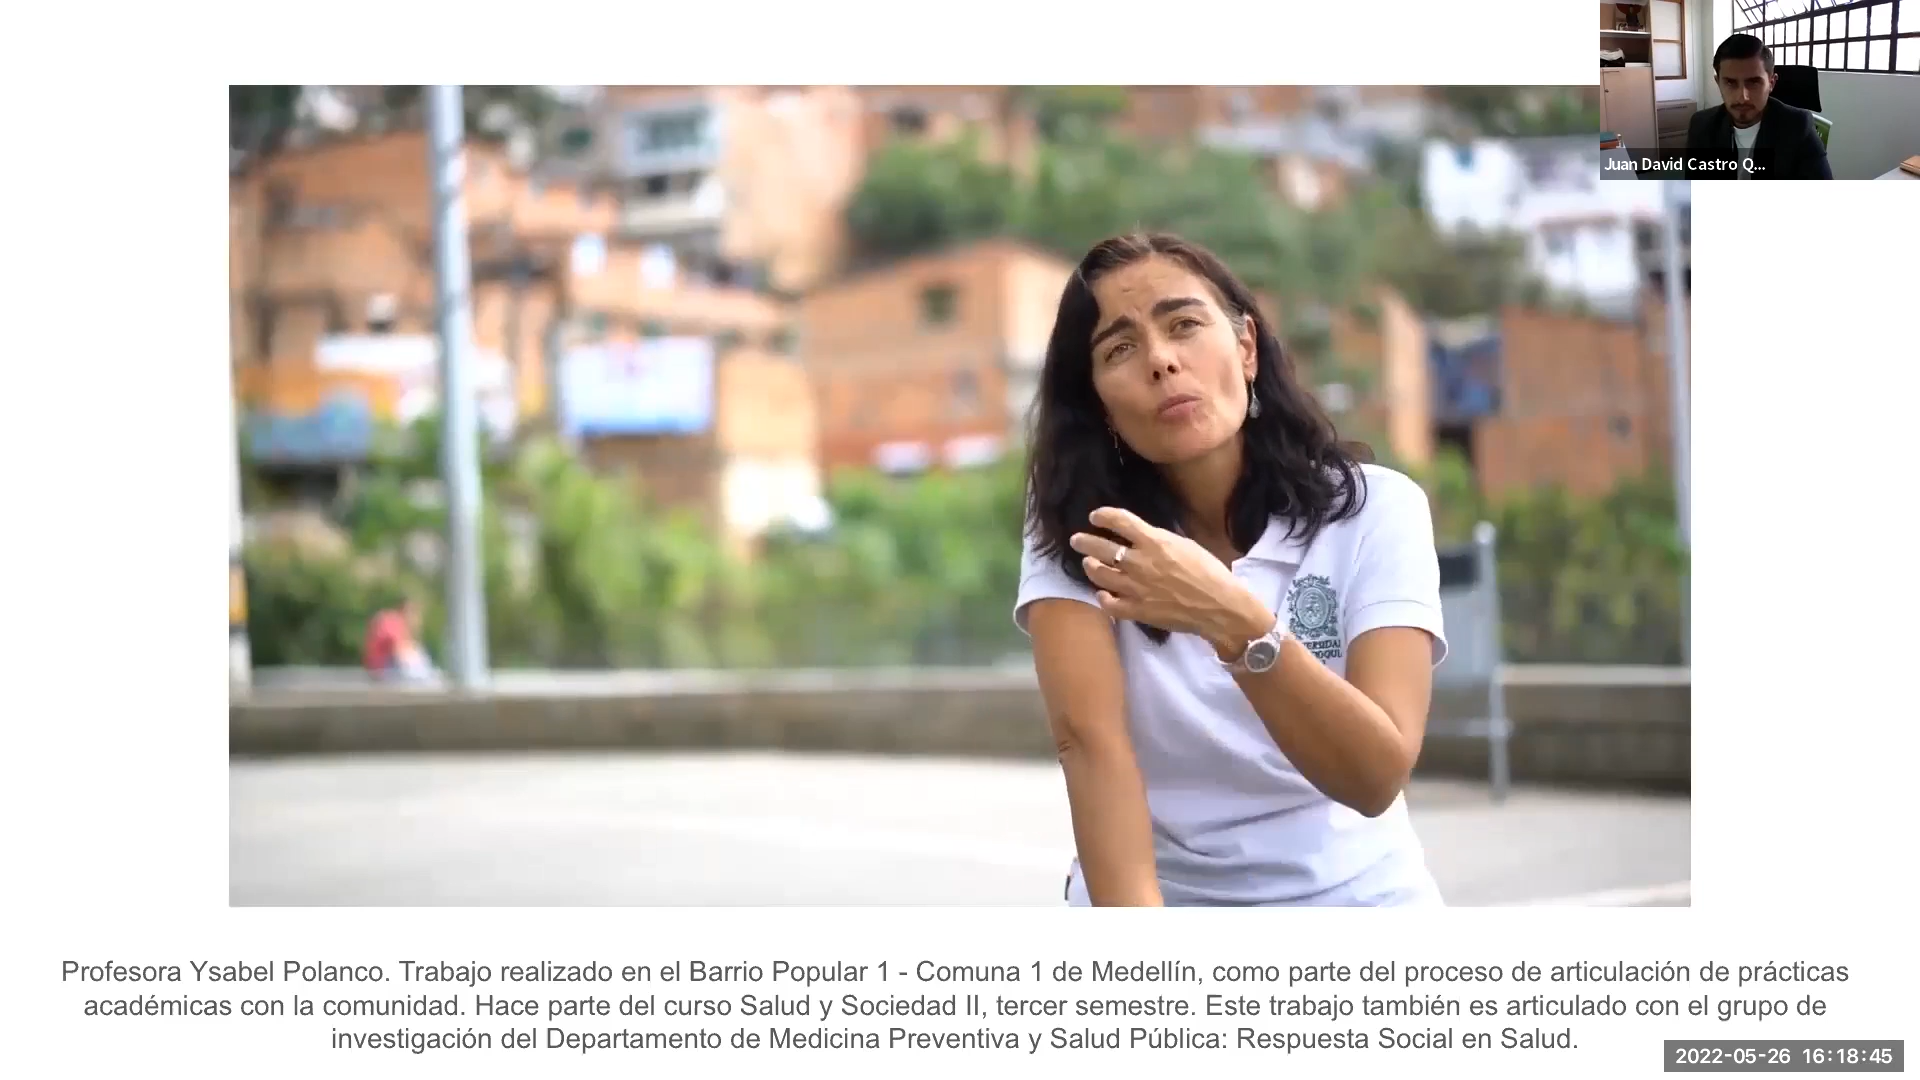 Juan David Castro Q...
Profesora Ysabel Polanco. Trabajo realizado en el Barrio Popular 1 - Comuna 1 de Medellín, como parte del proceso de articulación de prácticas
académicas con la comunidad. Hace parte del curso Salud y Sociedad II, tercer semestre. Este trabajo también es articulado con el grupo de
investigación del Departamento de Medicina Preventiva y Salud Pública: Respuesta Social en Salud.
2022-05-26 16:18:45